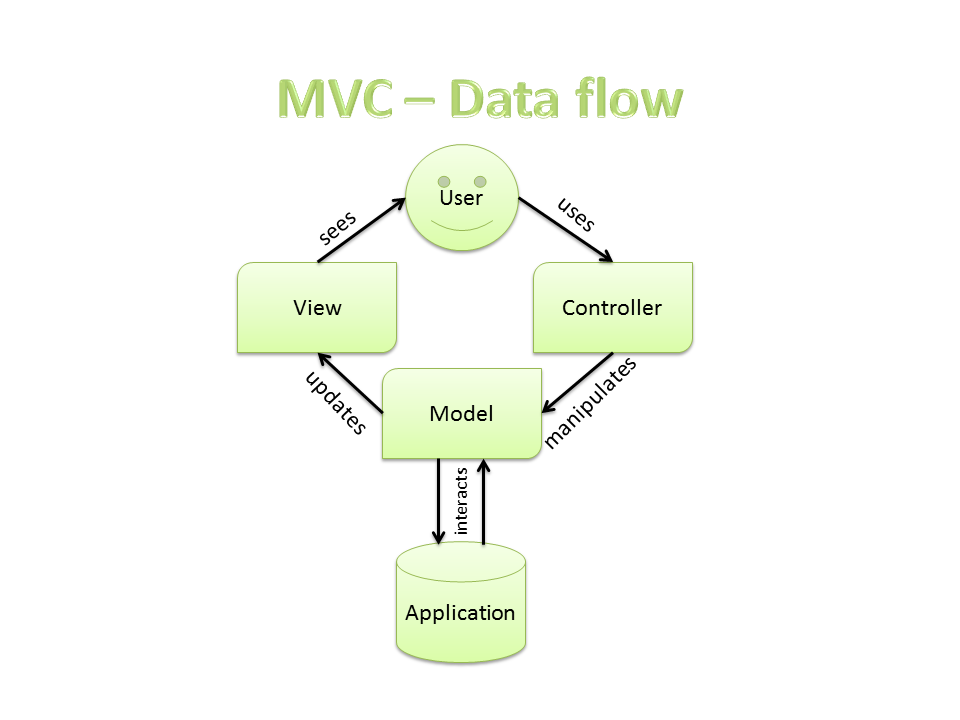 MVC – Data flow
User
sees
uses
View
Controller
updates
Model
manipulates
interacts
Application